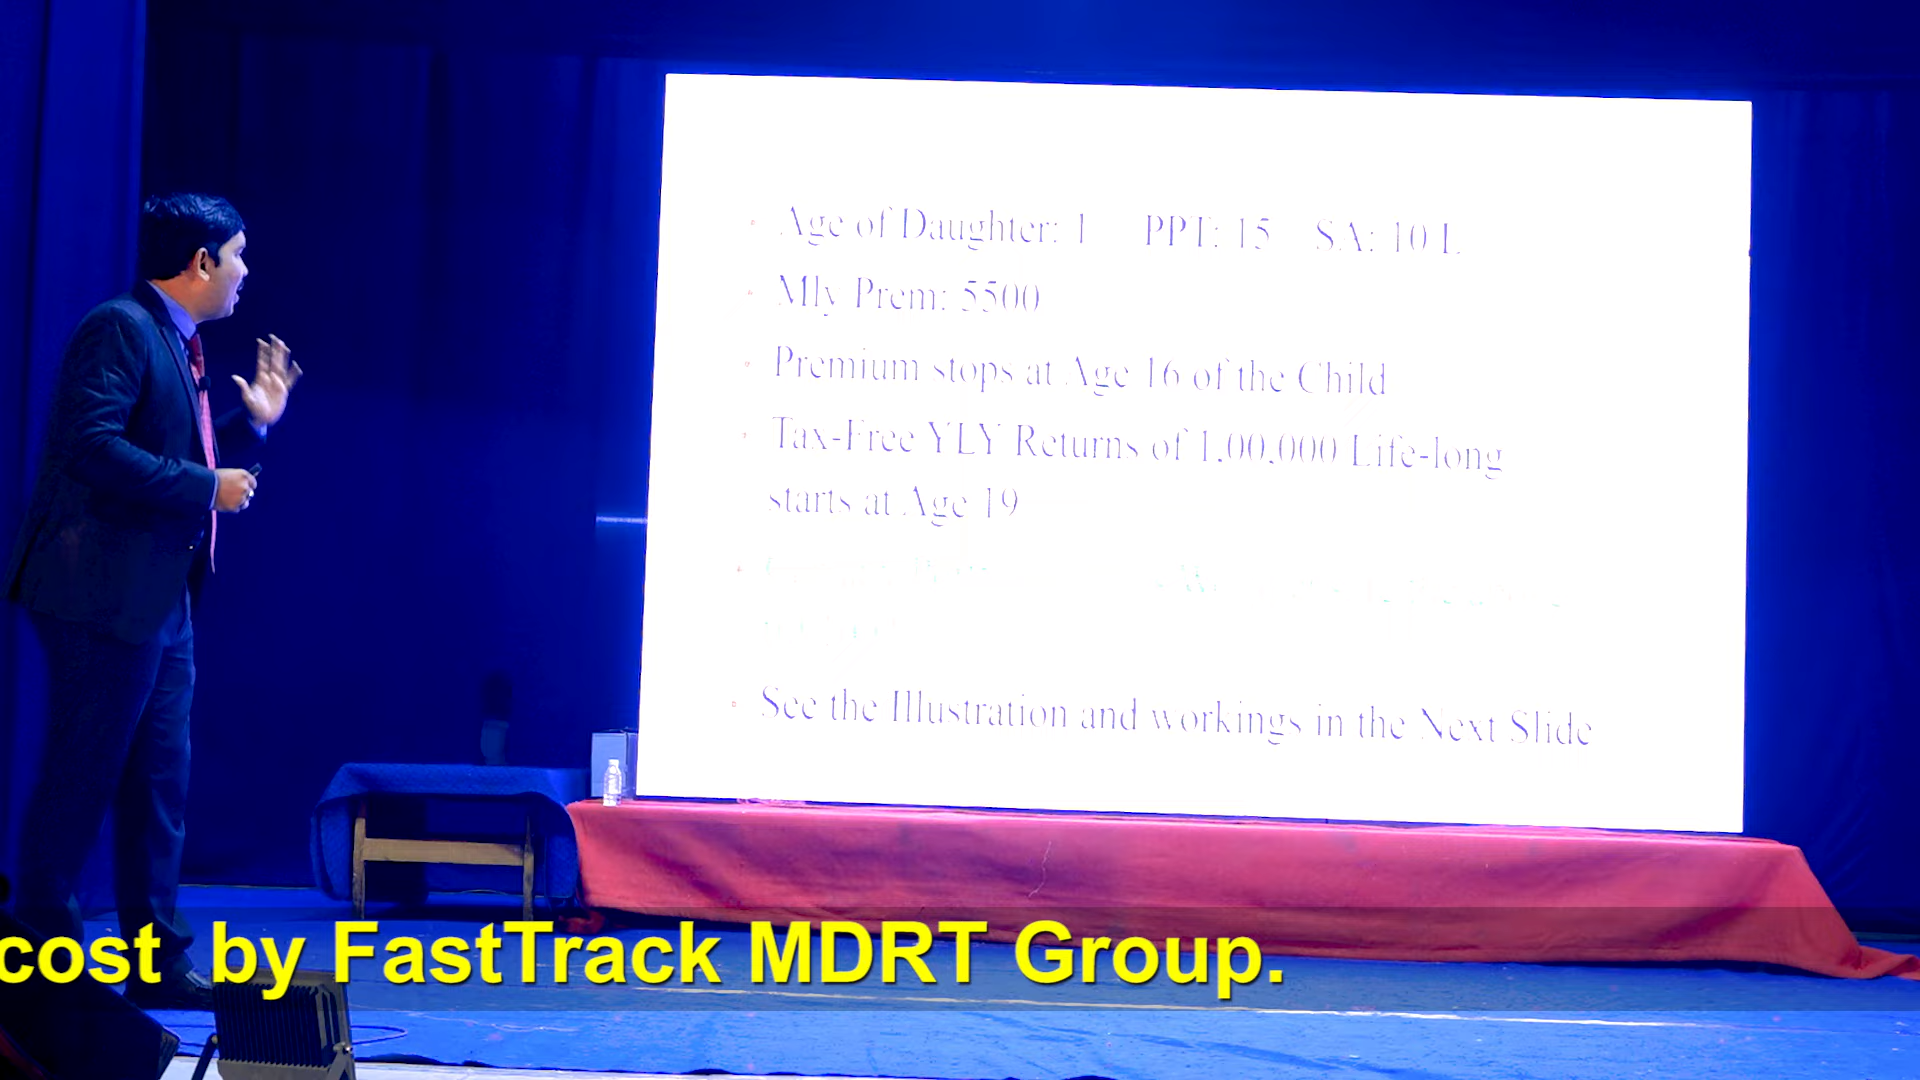 Age of Daughter: 1 PPT: 15 SA: 10 L
Mly Prem: 5500
Premium stops at Age 16 of the Child
Tax-Free YLY Returns of 1,00,000 Life-long
starts at Age 19
See the Illustration and workings in the Next Slide
cost by FastTrack MDRT Group.